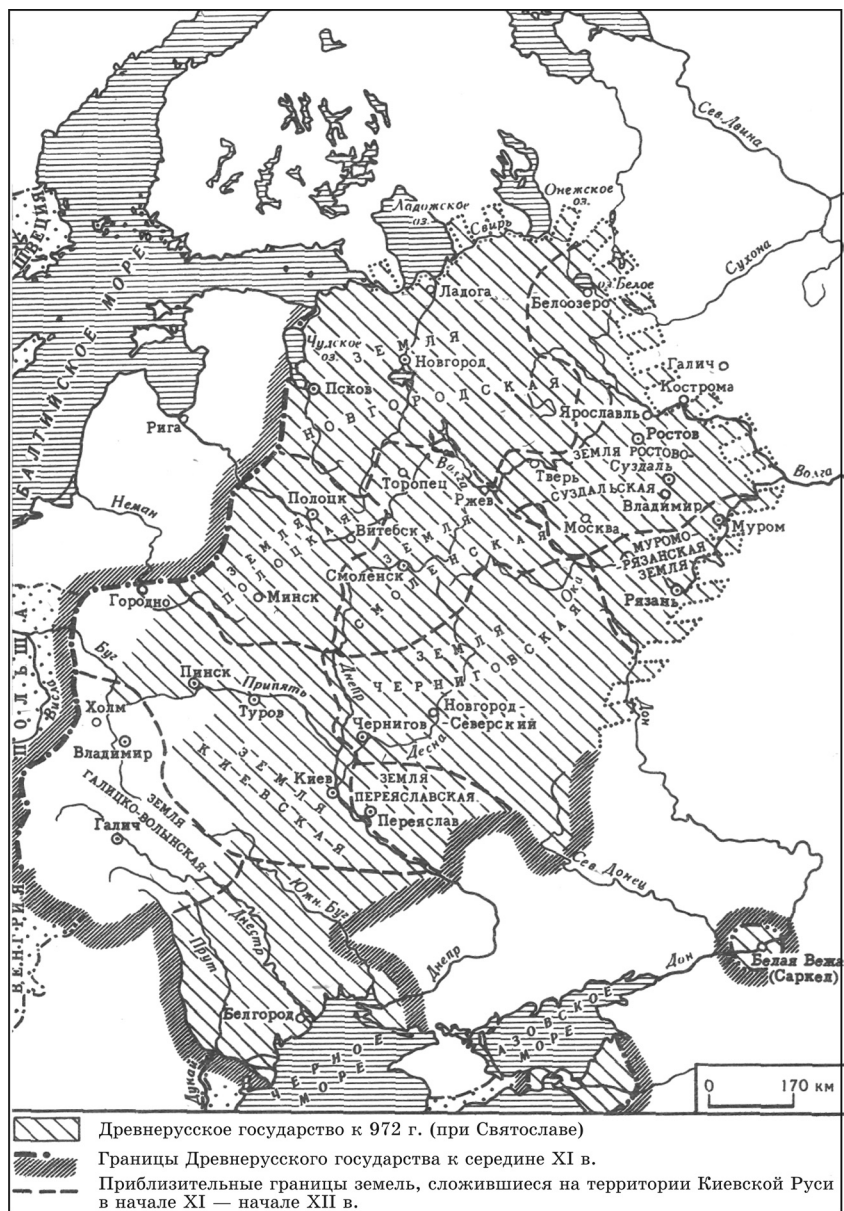 Сев. Двина
Онежское
оз.
Ладожское
оз.
Свирь
ШВЕЦИЯ
Сухона
оз. Белое
Белоозеро
Ладога
БАЛТИЙСКОЕ МОРЕ
Чудское
оз.
Новгород
Галич
Кострома
Псков
НОВГОРОДСКАЯ ЗЕМЛЯ
Ярославль
Рига
Ростов
ЗЕМЛЯ РОСТОВО-
Суздаль
СУЗДАЛЬСКАЯ
Волга
Волга
Торопец
Тверь
Ржев
Неман
Владимир
Полоцк
Витебск
Москва
Муром
МУРОМО-
РЯЗАНСКАЯ
ЗЕМЛЯ
ЗЕМЛЯ
ПОЛОЦКАЯ
ЗЕМЛЯ
СМОЛЕНСКАЯ
Смоленск
Ока
Рязань
Городно
Минск
ПОЛЬША
Буг
ЗЕМЛЯ
ЧЕРНИГОВСКАЯ
Висла
Пинск
Припять
Днепр
Туров
Холм
Новгород-
Северский
Дон
Чернигов
Десна
Владимир
ЗЕМЛЯ
КИЕВСКАЯ
Киев
ЗЕМЛЯ
ПЕРЕЯСЛАВСКАЯ
Переяслав
ЗЕМЛЯ
ГАЛИЦКО-ВОЛЫНСКАЯ
Галич
Сев. Донец
Южн. Буг
ВЕНГРИЯ
Днестр
Прут
Днепр
Дон
Белая Вежа
(Саркел)
Белгород
АЗОВСКОЕ
МОРЕ
ЧЕРНОЕ
МОРЕ
Дунай
0 170 км
Древнерусское государство к 972 г. (при Святославе)
Границы Древнерусского государства к середине XI в.
Приблизительные границы земель, сложившиеся на территории Киевской Руси
в начале XI — начале XII в.